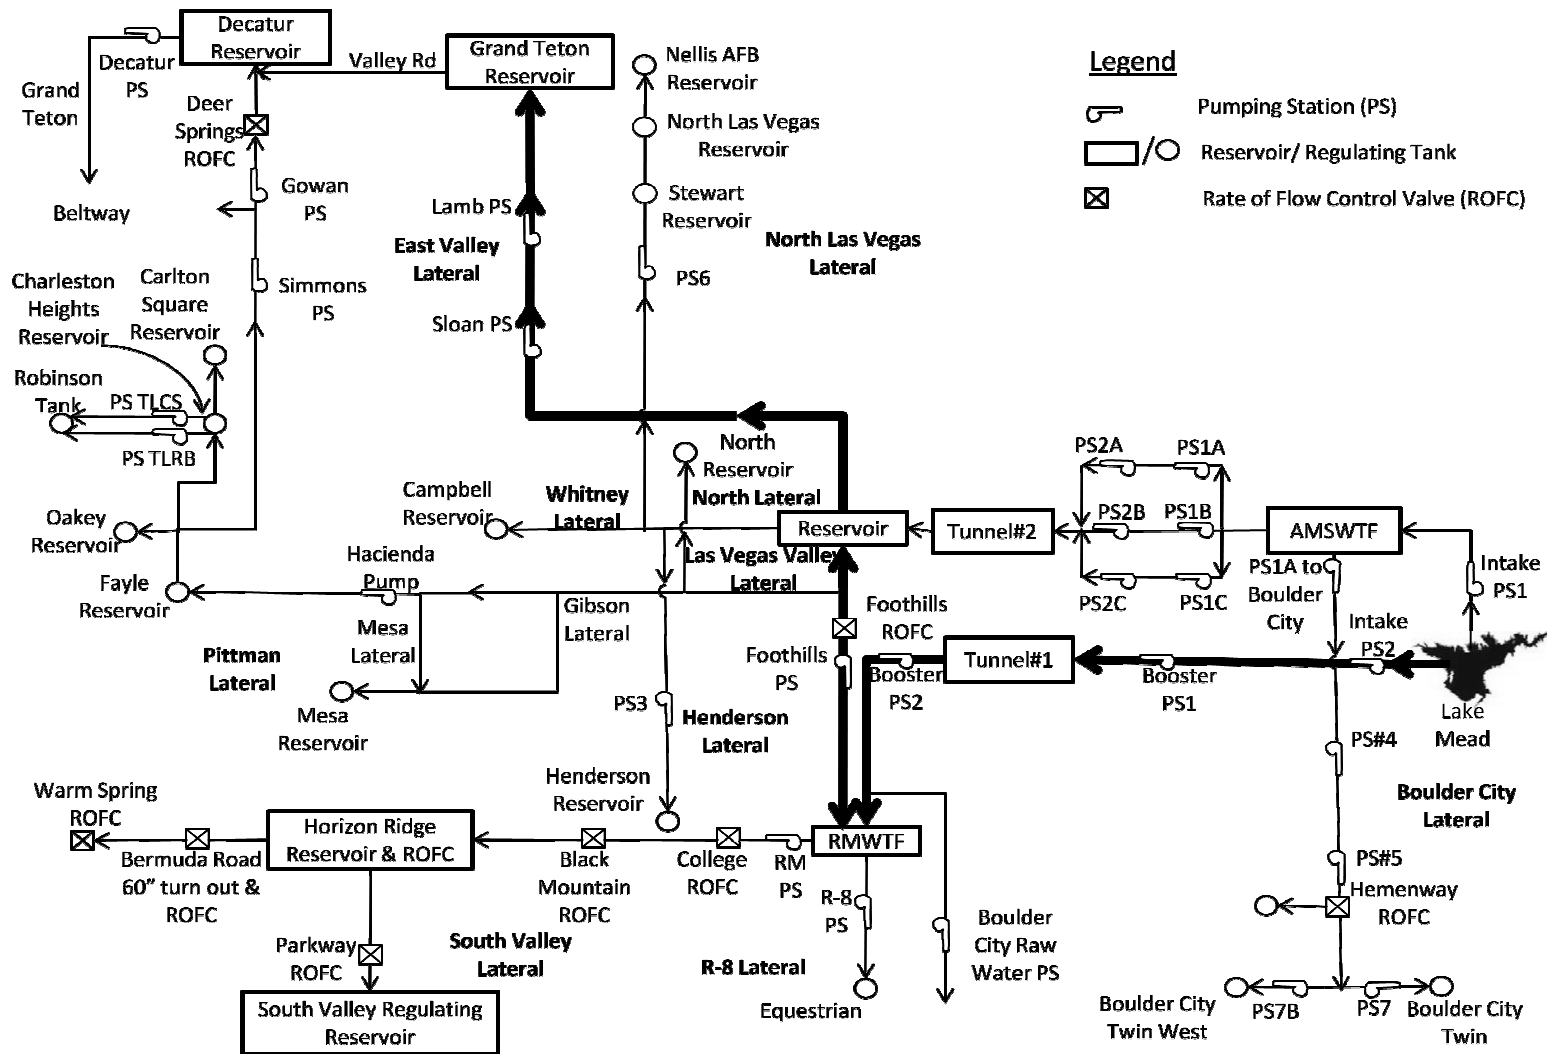 Decatur
Reservoir
Decatur
PS
Grand
Teton
Beltway
Valley Rd
Grand Teton
Reservoir
Deer
Springs
ROFC
Gowan
PS
Simmons
PS
Lamb PS
East Valley
Lateral
Sloan PS
Nellis AFB
Reservoir
North Las Vegas
Reservoir
Stewart
Reservoir
North Las Vegas
Lateral
PS6
Legend
Pumping Station (PS)
Reservoir/ Regulating Tank
Rate of Flow Control Valve (ROFC)
Charleston
Heights
Reservoir
Carlton
Square
Reservoir
Robinson
Tank
PS TLCS
PS TLRB
Oakey
Reservoir
Fayle
Reservoir
Campbell
Reservoir
Whitney
Lateral
North
Reservoir
North Lateral
Reservoir
Tunnel#2
PS2A
PS1A
PS2B
PS1B
PS2C
PS1C
AMSWTF
Intake
PS1
PS1A to
Boulder
City
Intake
PS2
Lake
Mead
Las Vegas Valley
Lateral
Hacienda
Pump
Mesa
Lateral
Gibson
Lateral
Pittman
Lateral
Mesa
Reservoir
Foothills
ROFC
Foothills
PS
Tunnel#1
Booster
PS2
Booster
PS1
PS3
Henderson
Lateral
Henderson
Reservoir
PS#4
Boulder City
Lateral
PS#5
Hemenway
ROFC
Warm Spring
ROFC
Bermuda Road
60” turn out &
ROFC
Horizon Ridge
Reservoir & ROFC
Black
Mountain
ROFC
College
ROFC
RM
PS
RMWTF
R-8
PS
Boulder
City Raw
Water PS
Parkway
ROFC
South Valley
Lateral
R-8 Lateral
Equestrian
South Valley Regulating
Reservoir
Boulder City
Twin West
PS7B
PS7
Boulder City
Twin